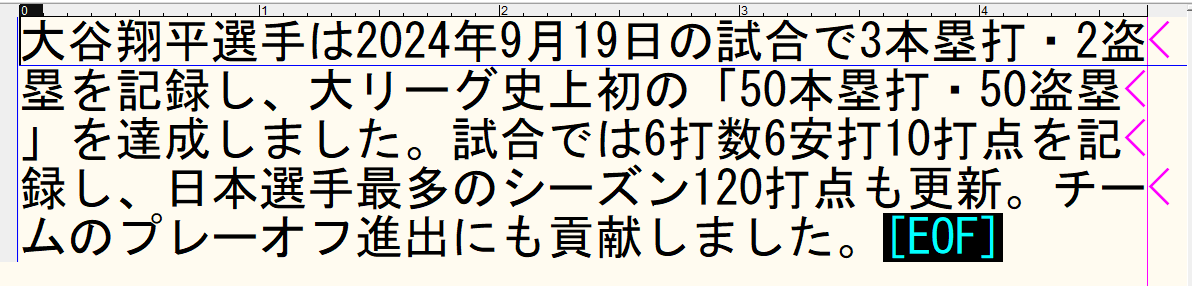 0 1 2 3 4
大谷翔平選手は2024年9月19日の試合で3本塁打・2盗
塁を記録し、大リーグ史上初の「50本塁打・50盗塁
」を達成しました。試合では6打数6安打10打点を記
録し、日本選手最多のシーズン120打点も更新。チー
ムのプレーオフ進出にも貢献しました。[EOF]